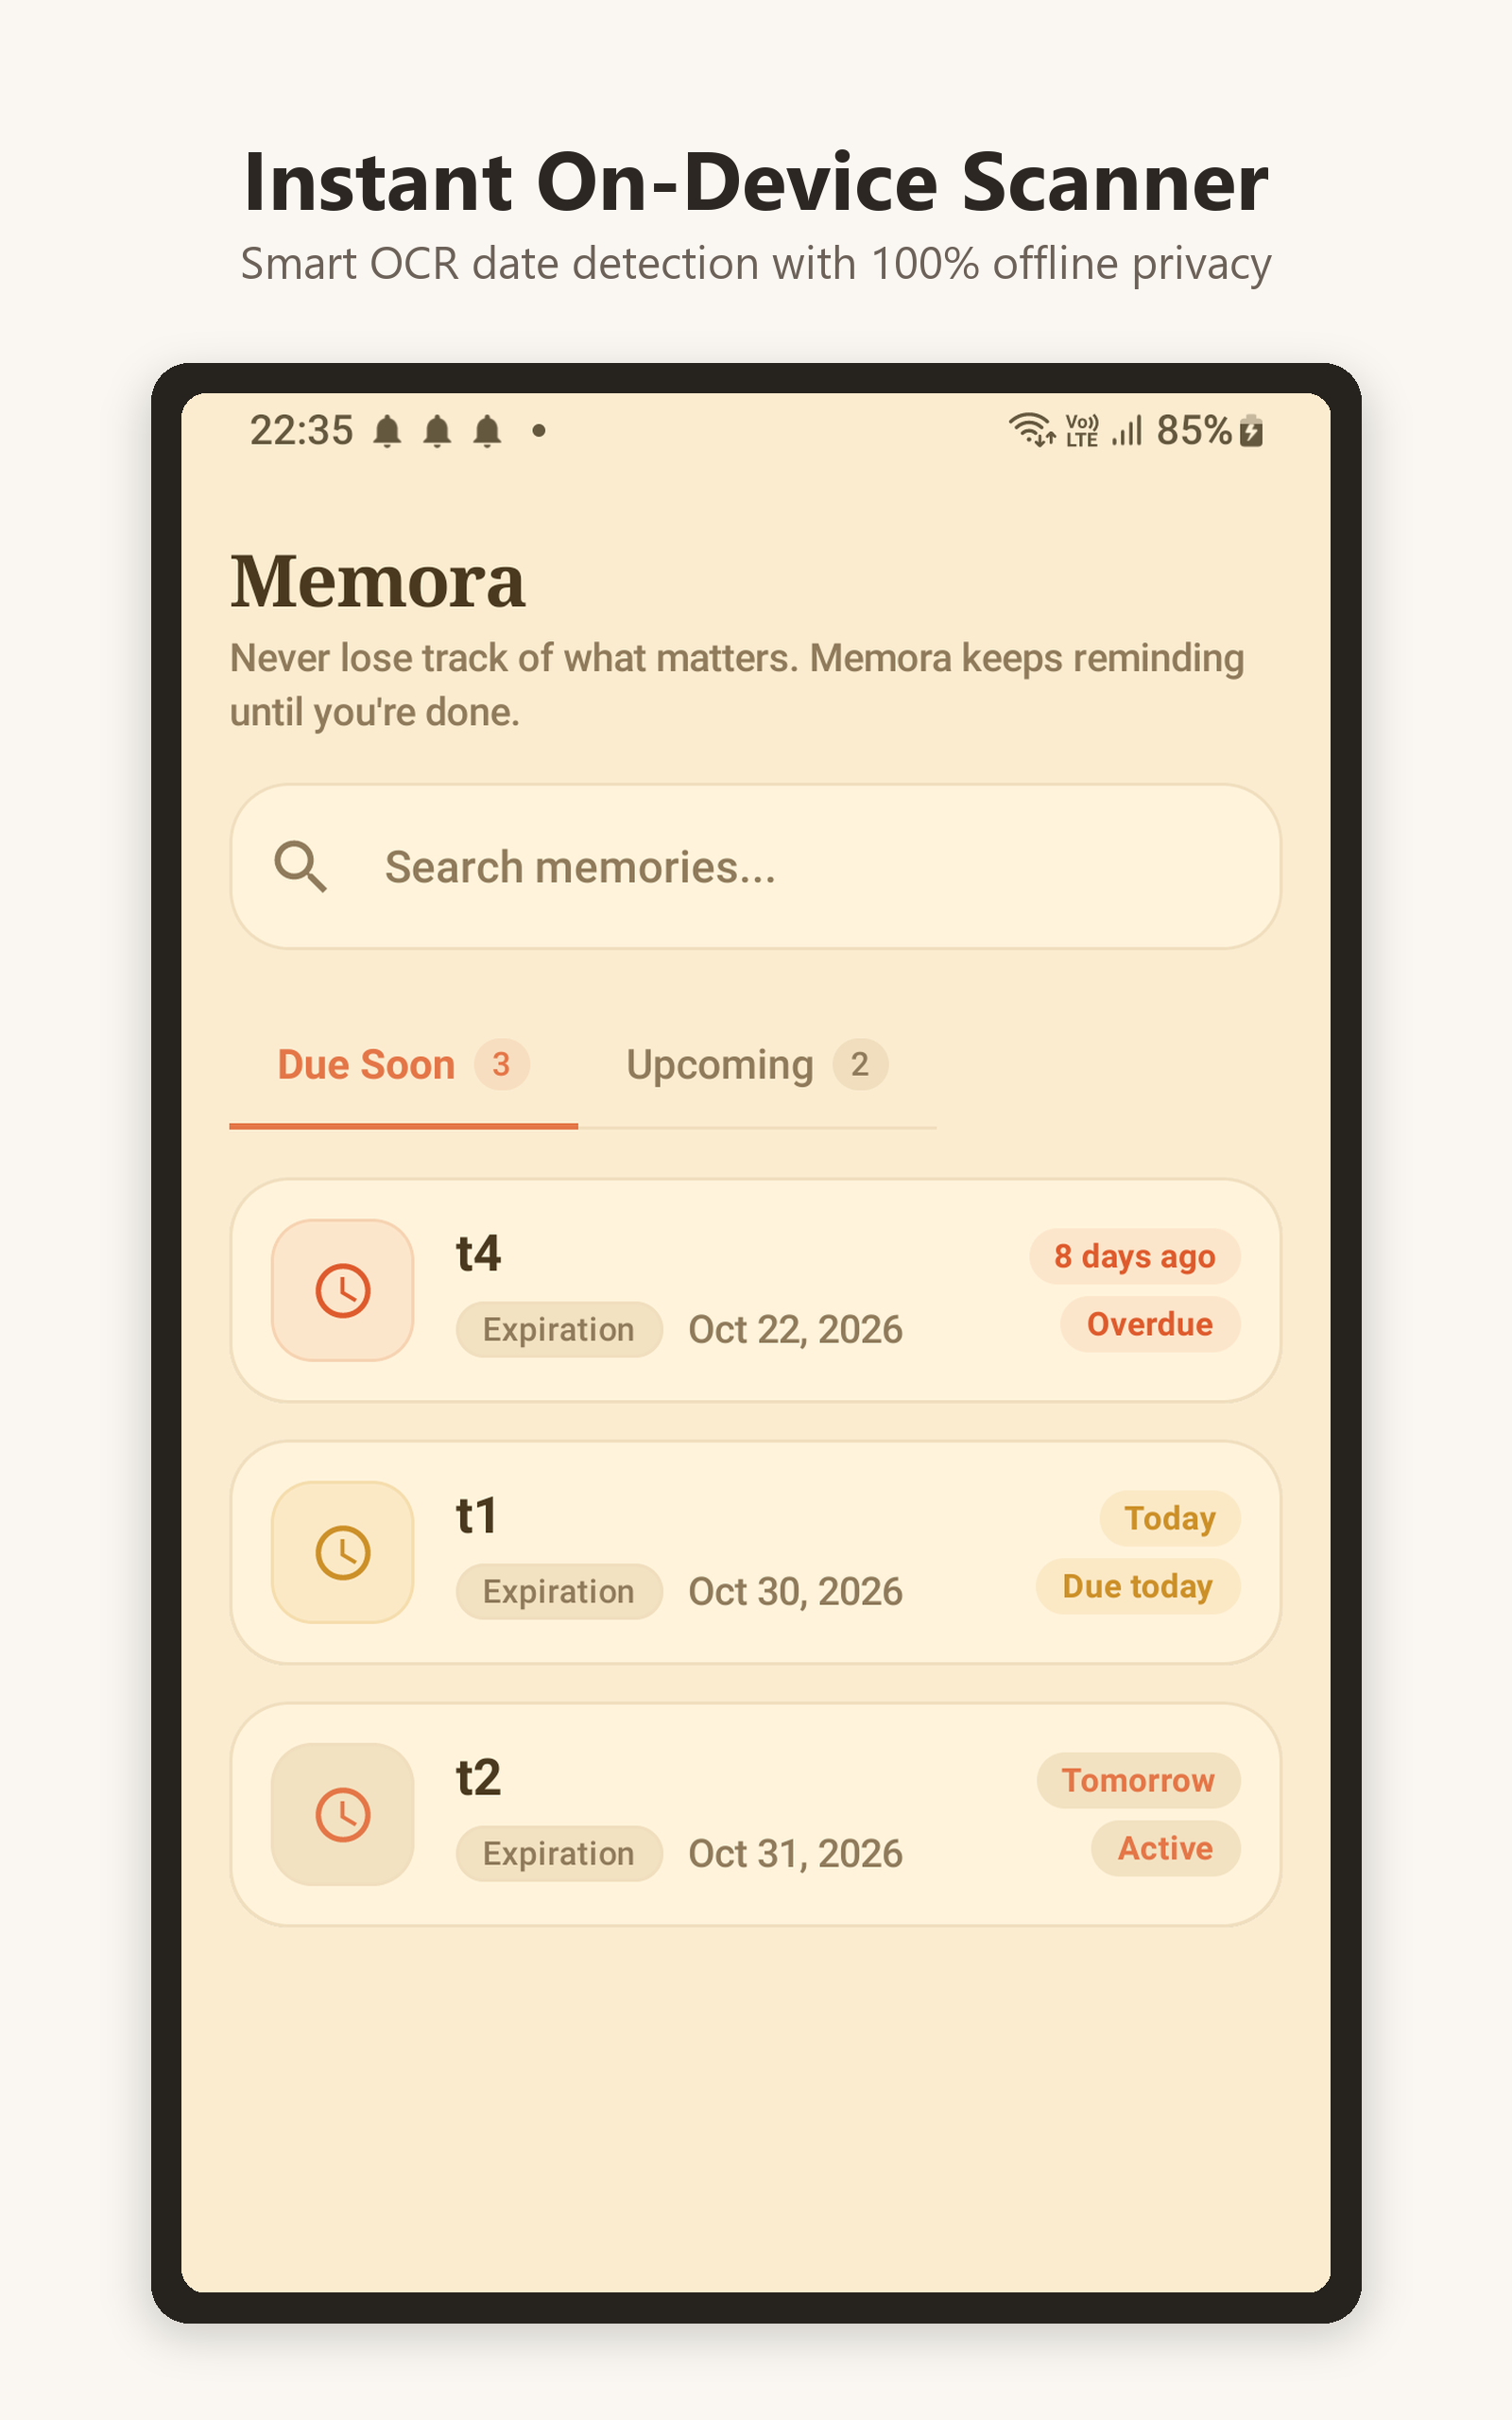 Instant On-Device Scanner
Smart OCR date detection with 100% offline privacy
22:35
Vo)) LTE 85%
Memora
Never lose track of what matters. Memora keeps reminding
until you're done.
Search memories...
Due Soon 3 Upcoming 2
t4
8 days ago
Expiration Oct 22, 2026
Overdue
t1
Today
Expiration Oct 30, 2026
Due today
t2
Tomorrow
Expiration Oct 31, 2026
Active